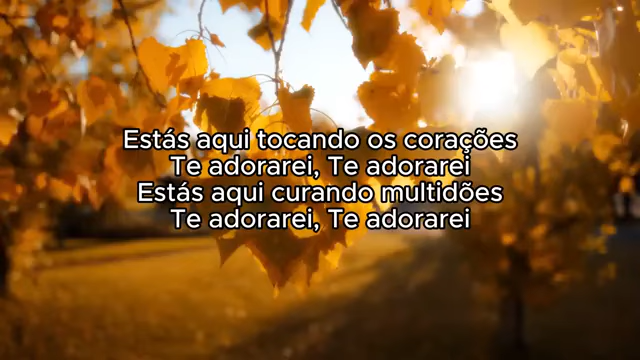 Estás aqui tocando os corações
Te adorarei, Te adorarei
Estás aqui curando multidões
Te adorarei, Te adorarei